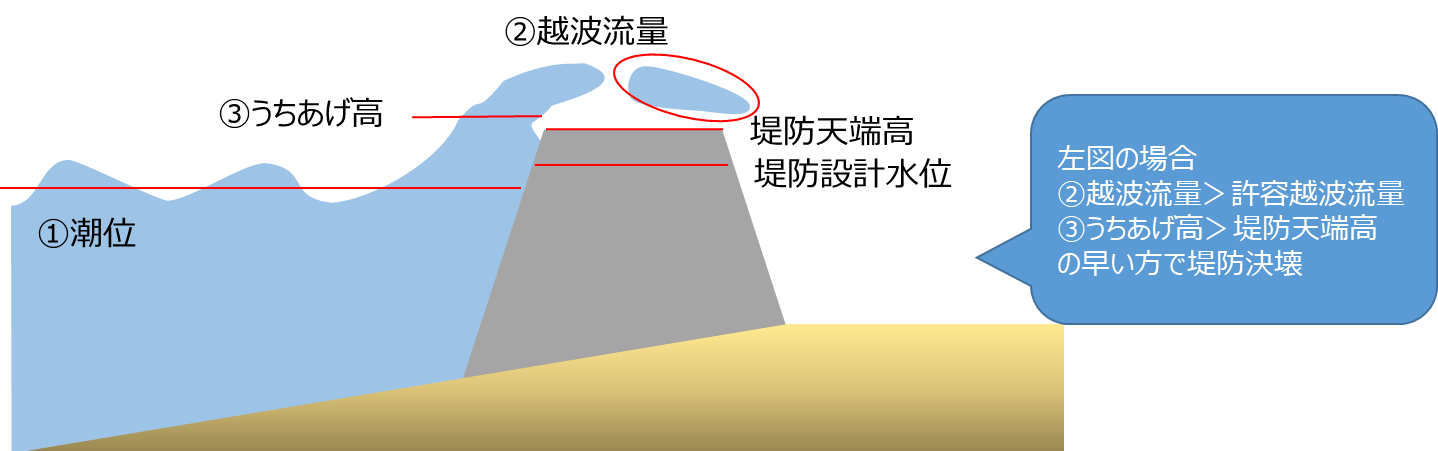 ②越波流量
③うちあげ高
堤防天端高
堤防設計水位
①潮位
左図の場合
②越波流量＞許容越波流量
③うちあげ高＞堤防天端高
の早い方で堤防決壊